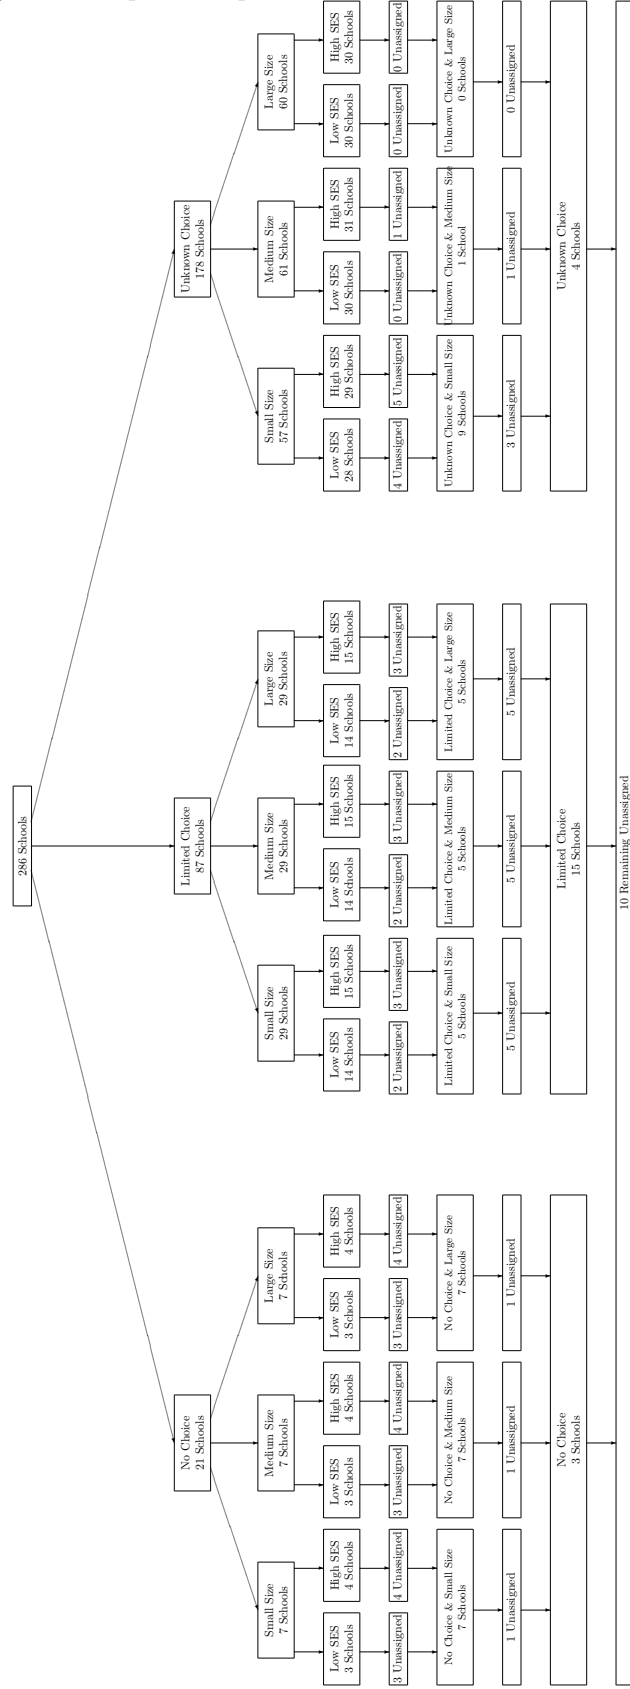 286 Schools
No Choice
21 Schools
Limited Choice
87 Schools
Unknown Choice
178 Schools
Small Size
7 Schools
Medium Size
7 Schools
Large Size
7 Schools
Small Size
29 Schools
Medium Size
29 Schools
Large Size
29 Schools
Small Size
57 Schools
Medium Size
61 Schools
Large Size
60 Schools
Low SES
3 Schools
High SES
4 Schools
Low SES
3 Schools
High SES
4 Schools
Low SES
3 Schools
High SES
4 Schools
Low SES
14 Schools
High SES
15 Schools
Low SES
14 Schools
High SES
15 Schools
Low SES
14 Schools
High SES
15 Schools
Low SES
28 Schools
High SES
29 Schools
Low SES
30 Schools
High SES
31 Schools
Low SES
30 Schools
High SES
30 Schools
3 Unassigned
4 Unassigned
3 Unassigned
4 Unassigned
3 Unassigned
4 Unassigned
2 Unassigned
3 Unassigned
2 Unassigned
3 Unassigned
2 Unassigned
3 Unassigned
4 Unassigned
5 Unassigned
0 Unassigned
1 Unassigned
0 Unassigned
0 Unassigned
No Choice & Small Size
7 Schools
No Choice & Medium Size
7 Schools
No Choice & Large Size
7 Schools
Limited Choice & Small Size
5 Schools
Limited Choice & Medium Size
5 Schools
Limited Choice & Large Size
5 Schools
Unknown Choice & Small Size
9 Schools
Unknown Choice & Medium Size
1 School
Unknown Choice & Large Size
0 Schools
1 Unassigned
1 Unassigned
1 Unassigned
5 Unassigned
5 Unassigned
5 Unassigned
3 Unassigned
1 Unassigned
0 Unassigned
No Choice
3 Schools
Limited Choice
15 Schools
Unknown Choice
4 Schools
10 Remaining Unassigned